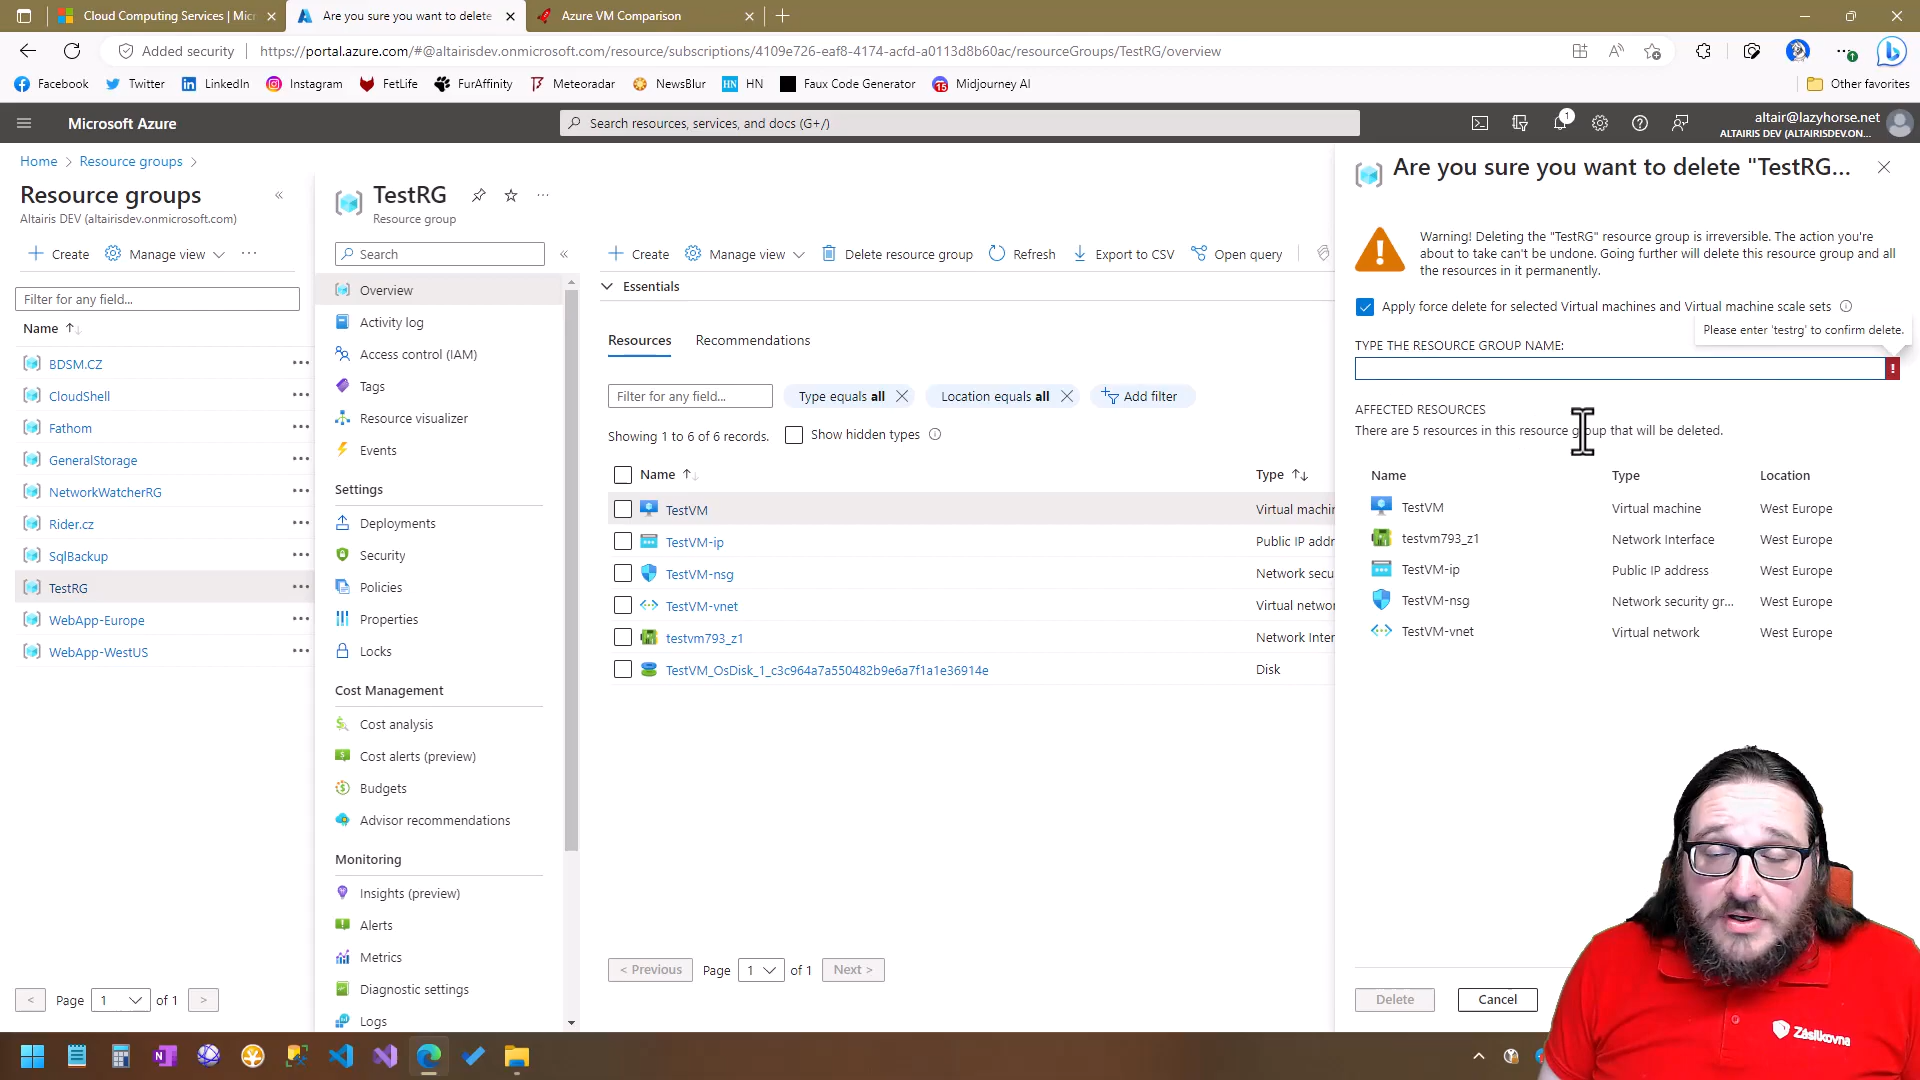 Cloud Computing Services | Mic
Are you sure you want to delete
Azure VM Comparison
Added security
https://portal.azure.com/#@altairisdev.onmicrosoft.com/resource/subscriptions/4109e726-eaf8-4174-acfd-a0113d8b60ac/resourceGroups/TestRG/overview
Facebook
Twitter
LinkedIn
Instagram
FetLife
FurAffinity
Meteoradar
NewsBlur
HN
HN
Faux Code Generator
15
Midjourney AI
Other favorites
Microsoft Azure
Search resources, services, and docs (G+/)
1
altair@lazyhorse.net
ALTAIRIS DEV (ALTAIRISDEV.ON...
Home > Resource groups >
Resource groups
Altairis DEV (altairisdev.onmicrosoft.com)
Create
Manage view
Filter for any field...
Name
BDSM.CZ
CloudShell
Fathom
GeneralStorage
NetworkWatcherRG
Rider.cz
SqlBackup
TestRG
WebApp-Europe
WebApp-WestUS
< Page 1 of 1 >
TestRG
Resource group
Search
Overview
Activity log
Access control (IAM)
Tags
Resource visualizer
Events
Settings
Deployments
Security
Policies
Properties
Locks
Cost Management
Cost analysis
Cost alerts (preview)
Budgets
Advisor recommendations
Monitoring
Insights (preview)
Alerts
Metrics
Diagnostic settings
Logs
Create
Manage view
Delete resource group
Refresh
Export to CSV
Open query
Essentials
Resources
Recommendations
Filter for any field...
Type equals all
Location equals all
Add filter
Showing 1 to 6 of 6 records.
Show hidden types
Name
Type
TestVM
Virtual machin
TestVM-ip
Public IP addr
TestVM-nsg
Network secu
TestVM-vnet
Virtual networ
testvm793_z1
Network Inter
TestVM_OsDisk_1_c3c964a7a550482b9e6a7f1a1e36914e
Disk
< Previous
Page 1 of 1
Next >
Are you sure you want to delete "TestRG...
Warning! Deleting the "TestRG" resource group is irreversible. The action you're
about to take can't be undone. Going further will delete this resource group and all
the resources in it permanently.
Apply force delete for selected Virtual machines and Virtual machine scale sets
Please enter 'testrg' to confirm delete.
TYPE THE RESOURCE GROUP NAME:
AFFECTED RESOURCES
There are 5 resources in this resource group that will be deleted.
Name
Type
Location
TestVM
Virtual machine
West Europe
testvm793_z1
Network Interface
West Europe
TestVM-ip
Public IP address
West Europe
TestVM-nsg
Network security gr...
West Europe
TestVM-vnet
Virtual network
West Europe
Delete
Cancel
Zásilkovna